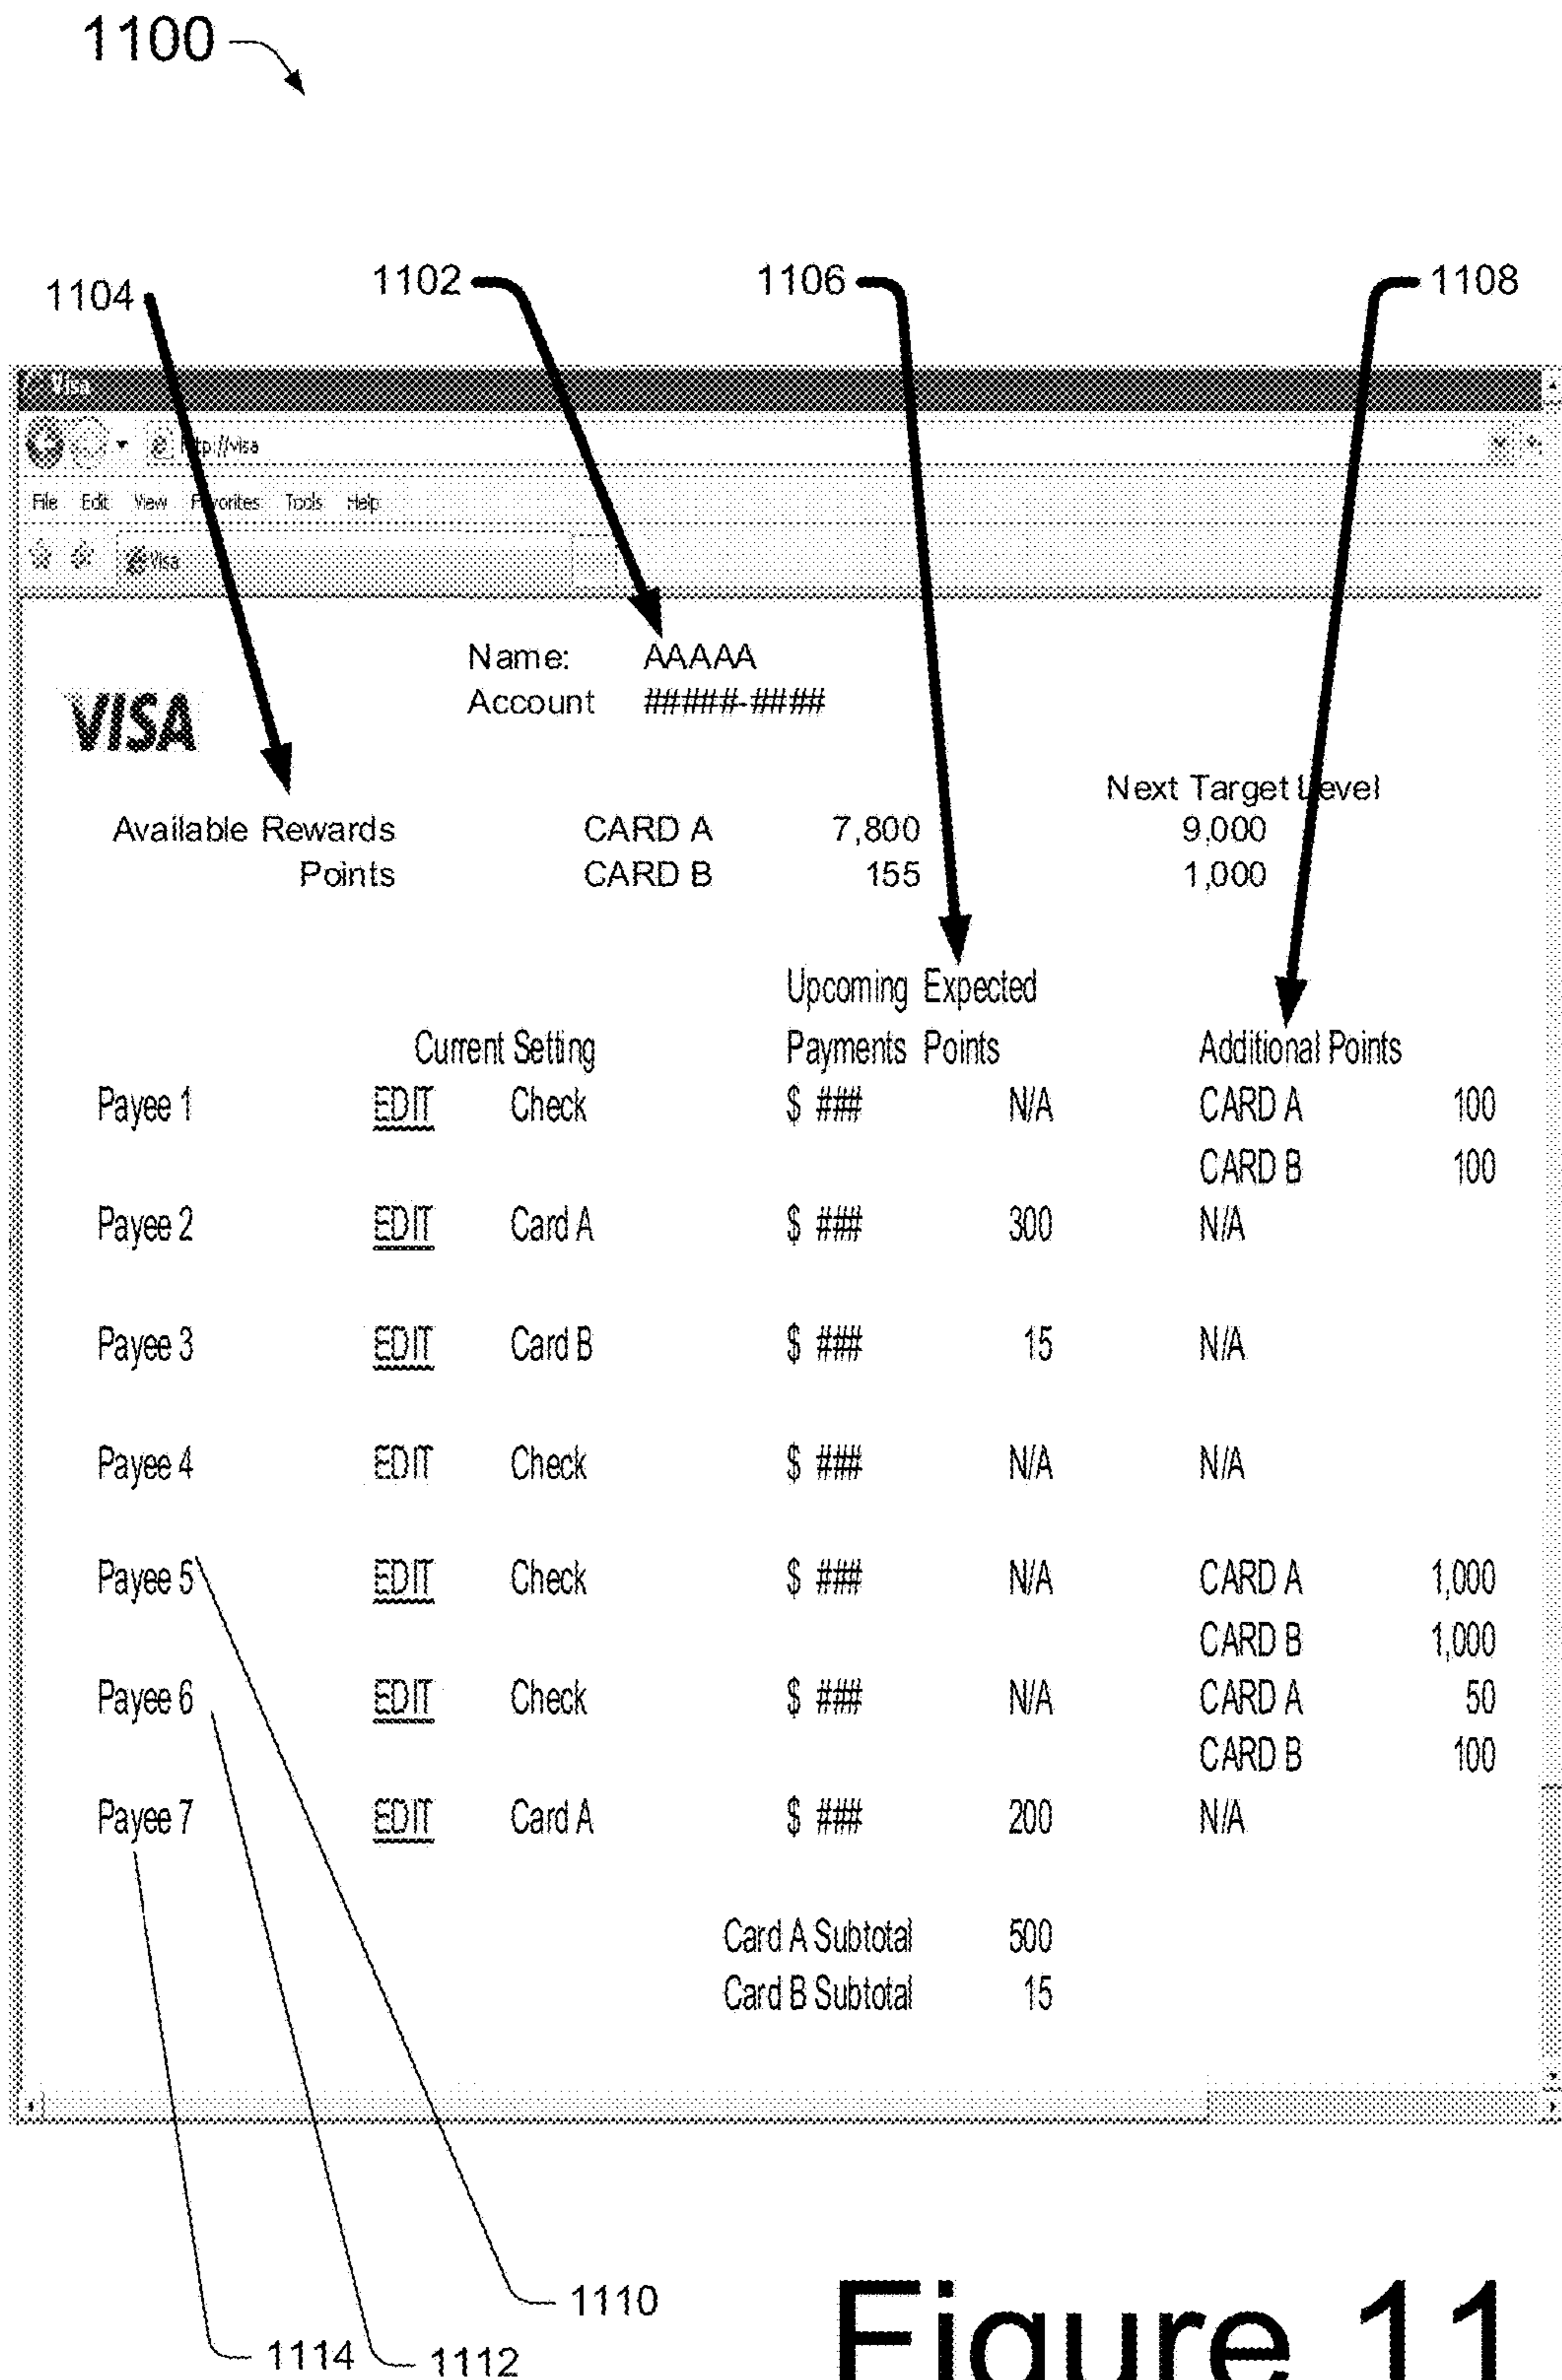 1100
1104 1102 1106 1108
Visa
http://visa
File Edit View Favorites Tools Help
Visa
Name: AAAAA
VISA
Account #####-####
Next Target Level
Available Rewards CARD A 7,800 9,000
Points CARD B 155 1,000
Upcoming Expected
Current Setting Payments Points Additional Points
Payee 1 EDIT Check $ ### N/A CARD A 100
CARD B 100
Payee 2 EDIT Card A $ ### 300 N/A
Payee 3 EDIT Card B $ ### 15 N/A
Payee 4 EDIT Check $ ### N/A N/A
Payee 5 EDIT Check $ ### N/A CARD A 1,000
CARD B 1,000
Payee 6 EDIT Check $ ### N/A CARD A 50
CARD B 100
Payee 7 EDIT Card A $ ### 200 N/A
Card A Subtotal 500
Card B Subtotal 15
1110
1114 1112
Figure 11